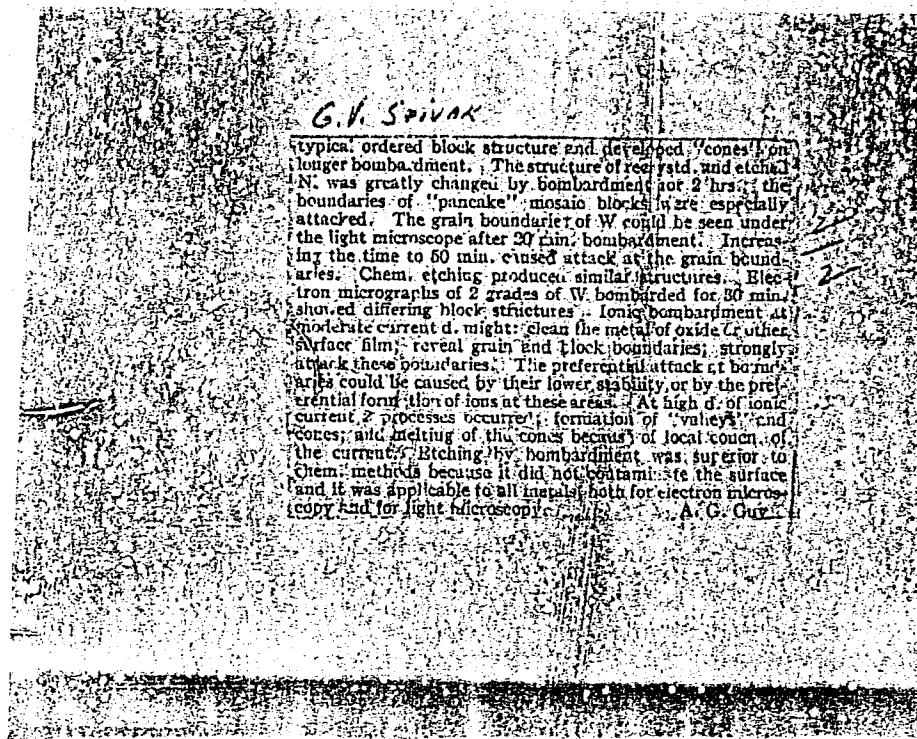 G.V. SPIVAK
typical ordered block structure and developed "cones" on
longer bombardment. The structure of recrystd. and etched
N. was greatly changed by bombardment for 2 hrs.; the
boundaries of "pancake" mosaic blocks were especially
attacked. The grain boundaries of W could be seen under
the light microscope after 20 min. bombardment. Increas-
ing the time to 60 min. caused attack at the grain bound-
aries. Chem. etching produced similar structures. Elec-
tron micrographs of 2 grades of W bombarded for 30 min.
showed differing block structures. Ionic bombardment at
moderate current d. might: clean the metal of oxide or other
surface film; reveal grain and block boundaries; strongly
attack these boundaries. The preferential attack at bound-
aries could be caused by their lower stability or by the pref-
erential formation of ions at these areas. At high d. of ionic
current 2 processes occurred: formation of "valleys" and
cones; and melting of the cones because of local concn. of
the current. Etching by bombardment was superior to
chem. methods because it did not contaminate the surface
and it was applicable to all metals, both for electron micros-
copy and for light microscopy.
A. G. Guy